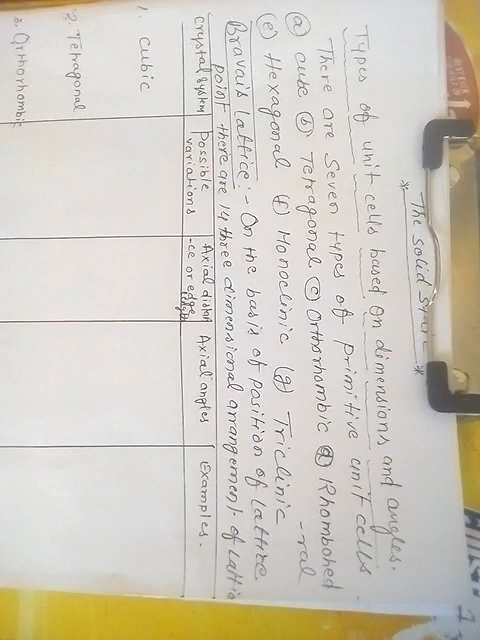 * The Solid State *
Types of unit cells based on dimensions and angles.
There are seven types of primitive unit cells
(a) cube (b) Tetragonal (c) Orthorhombic (d) Rhombohed
-ral
(e) Hexagonal (f) Monoclinic (g) Triclinic
Bravais Lattice :- On the basis of position of lattice
point there are 14 three dimensional arrangement of Latti
crystal system Possible variations Axial distan -ce or edge Axial angles Examples.
1. cubic
2. Tetragonal
3. Orthorhombic